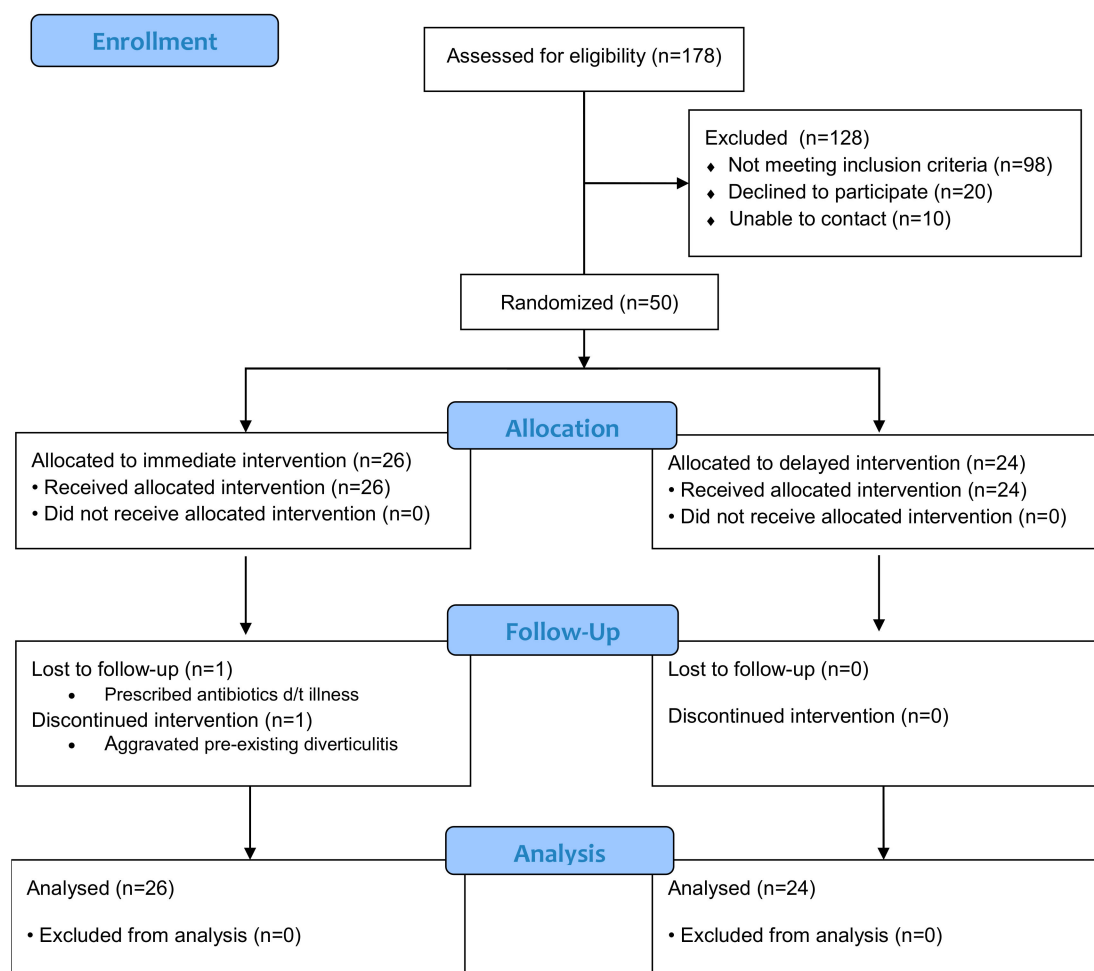 Enrollment
Assessed for eligibility (n=178)
Excluded (n=128)
♦ Not meeting inclusion criteria (n=98)
♦ Declined to participate (n=20)
♦ Unable to contact (n=10)
Randomized (n=50)
Allocation
Allocated to immediate intervention (n=26)
• Received allocated intervention (n=26)
• Did not receive allocated intervention (n=0)
Allocated to delayed intervention (n=24)
• Received allocated intervention (n=24)
• Did not receive allocated intervention (n=0)
Follow-Up
Lost to follow-up (n=1)
• Prescribed antibiotics d/t illness
Discontinued intervention (n=1)
• Aggravated pre-existing diverticulitis
Lost to follow-up (n=0)
Discontinued intervention (n=0)
Analysis
Analysed (n=26)
• Excluded from analysis (n=0)
Analysed (n=24)
• Excluded from analysis (n=0)